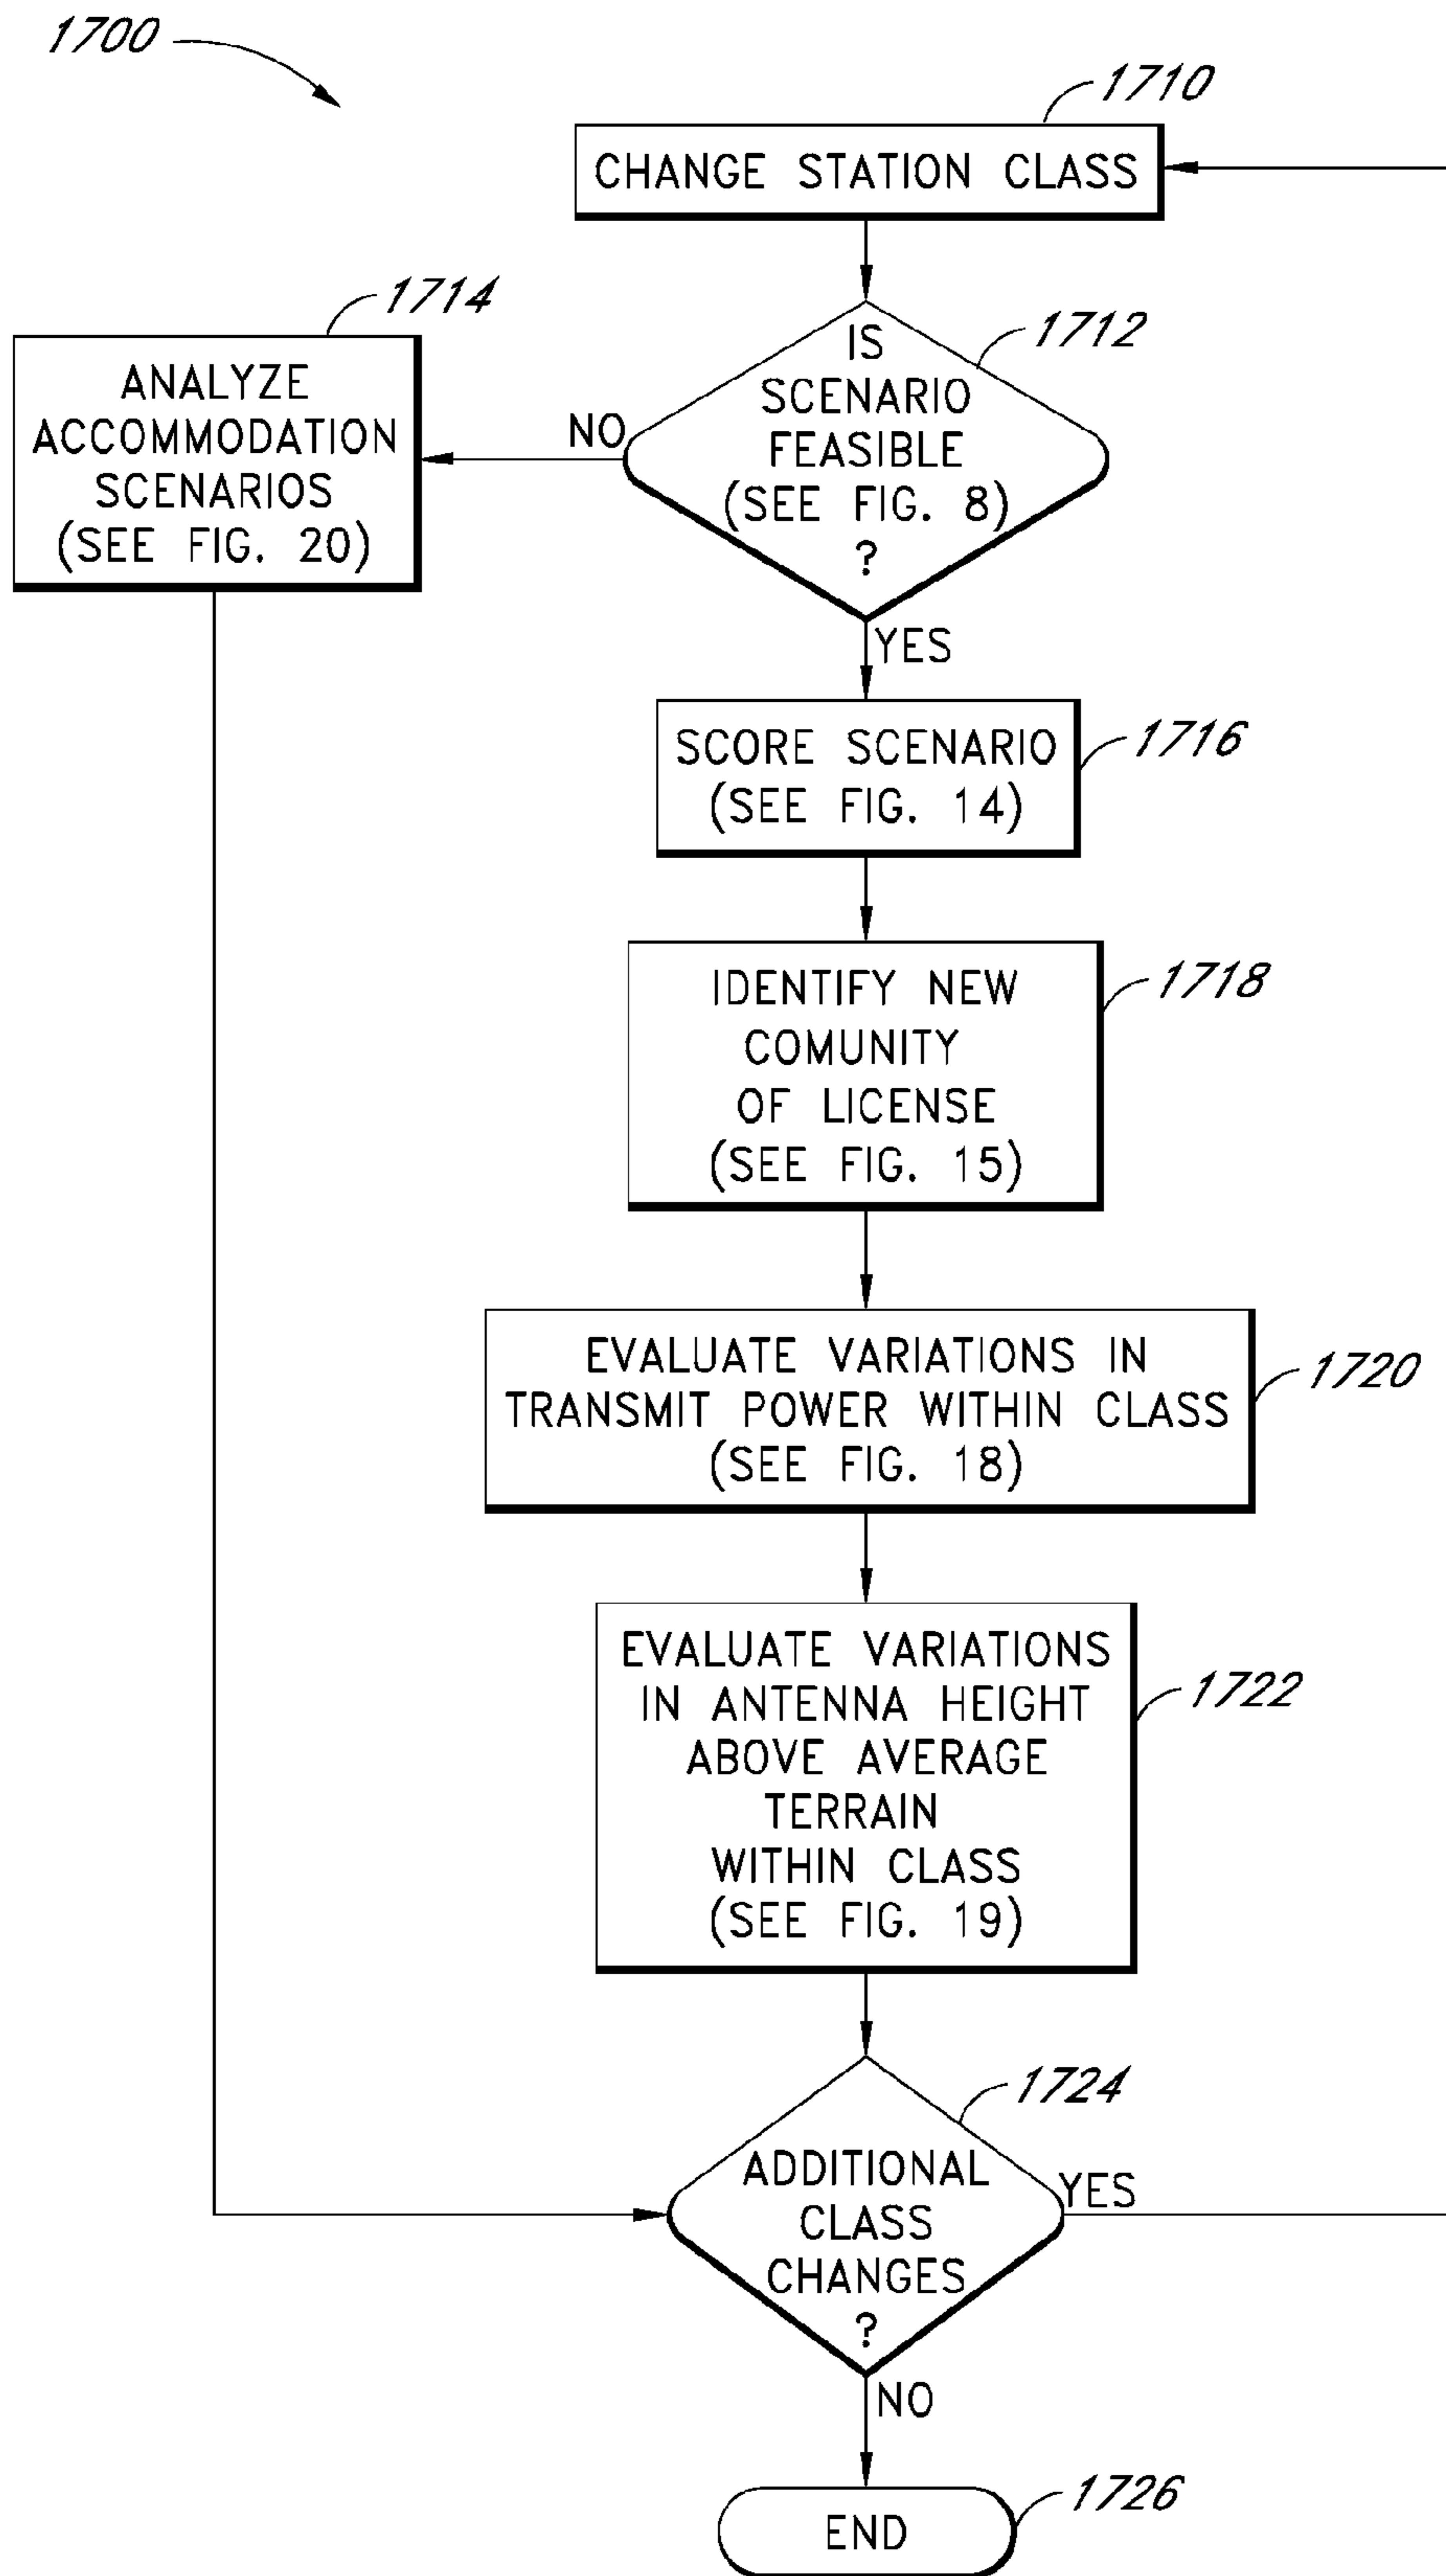 1700
1710
CHANGE STATION CLASS
1714
ANALYZE
ACCOMMODATION
SCENARIOS
(SEE FIG. 20)
NO
1712
IS
SCENARIO
FEASIBLE
(SEE FIG. 8)
?
YES
1716
SCORE SCENARIO
(SEE FIG. 14)
1718
IDENTIFY NEW
COMUNITY
OF LICENSE
(SEE FIG. 15)
1720
EVALUATE VARIATIONS IN
TRANSMIT POWER WITHIN CLASS
(SEE FIG. 18)
1722
EVALUATE VARIATIONS
IN ANTENNA HEIGHT
ABOVE AVERAGE
TERRAIN
WITHIN CLASS
(SEE FIG. 19)
1724
ADDITIONAL
CLASS
CHANGES
?
YES
NO
1726
END